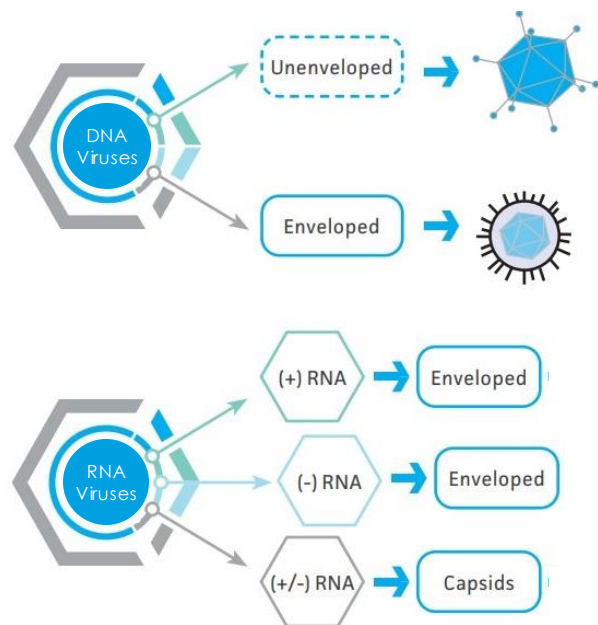 DNA
Viruses
Unenveloped
Enveloped
RNA
Viruses
(+) RNA
Enveloped
(-) RNA
Enveloped
(+/-) RNA
Capsids